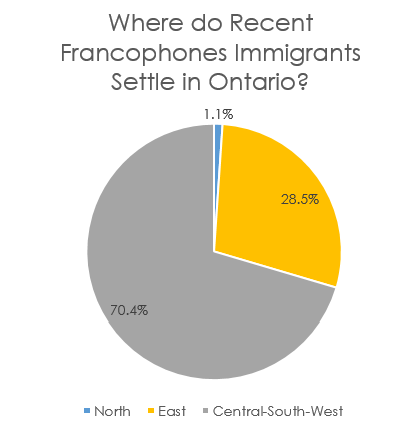 Where do Recent
Francophones Immigrants
Settle in Ontario?
1.1%
28.5%
70.4%
North East Central-South-West